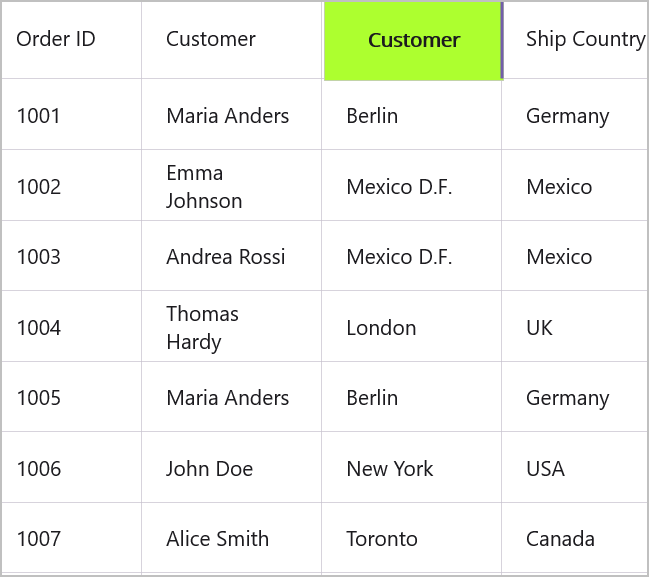 Order ID Customer Customer Ship Country
1001 Maria Anders Berlin Germany
1002 Emma Johnson Mexico D.F. Mexico
1003 Andrea Rossi Mexico D.F. Mexico
1004 Thomas Hardy London UK
1005 Maria Anders Berlin Germany
1006 John Doe New York USA
1007 Alice Smith Toronto Canada